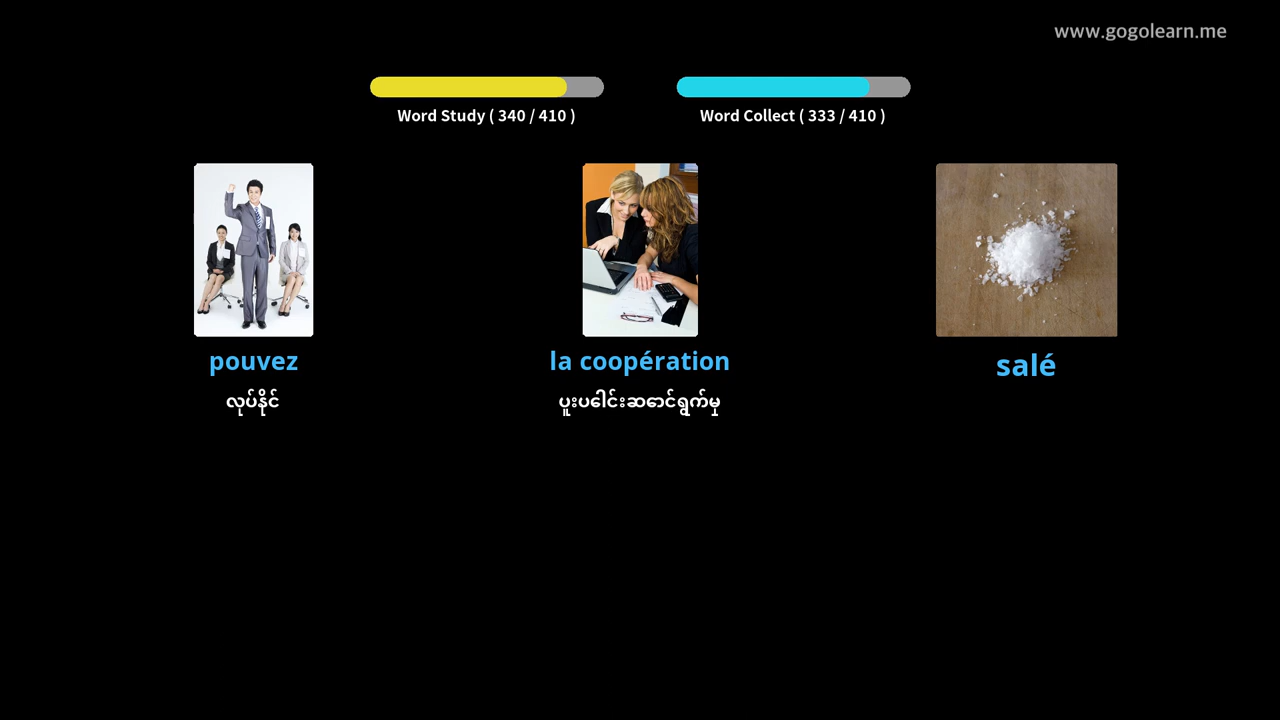 www.gogolearn.me
Word Study ( 340 / 410 )
Word Collect ( 333 / 410 )
pouvez
la coopération
salé
လုပ်နိုင်
ပူးပေါင်းဆောင်ရွက်မှု